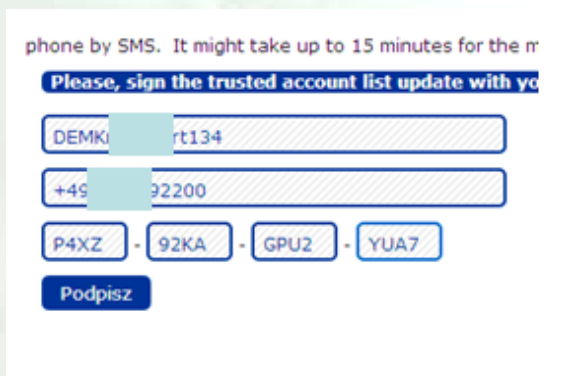 phone by SMS. It might take up to 15 minutes for the m
Please, sign the trusted account list update with yo
DEMK rt134
+49 92200
P4XZ - 92KA - GPU2 - YUA7
Podpisz